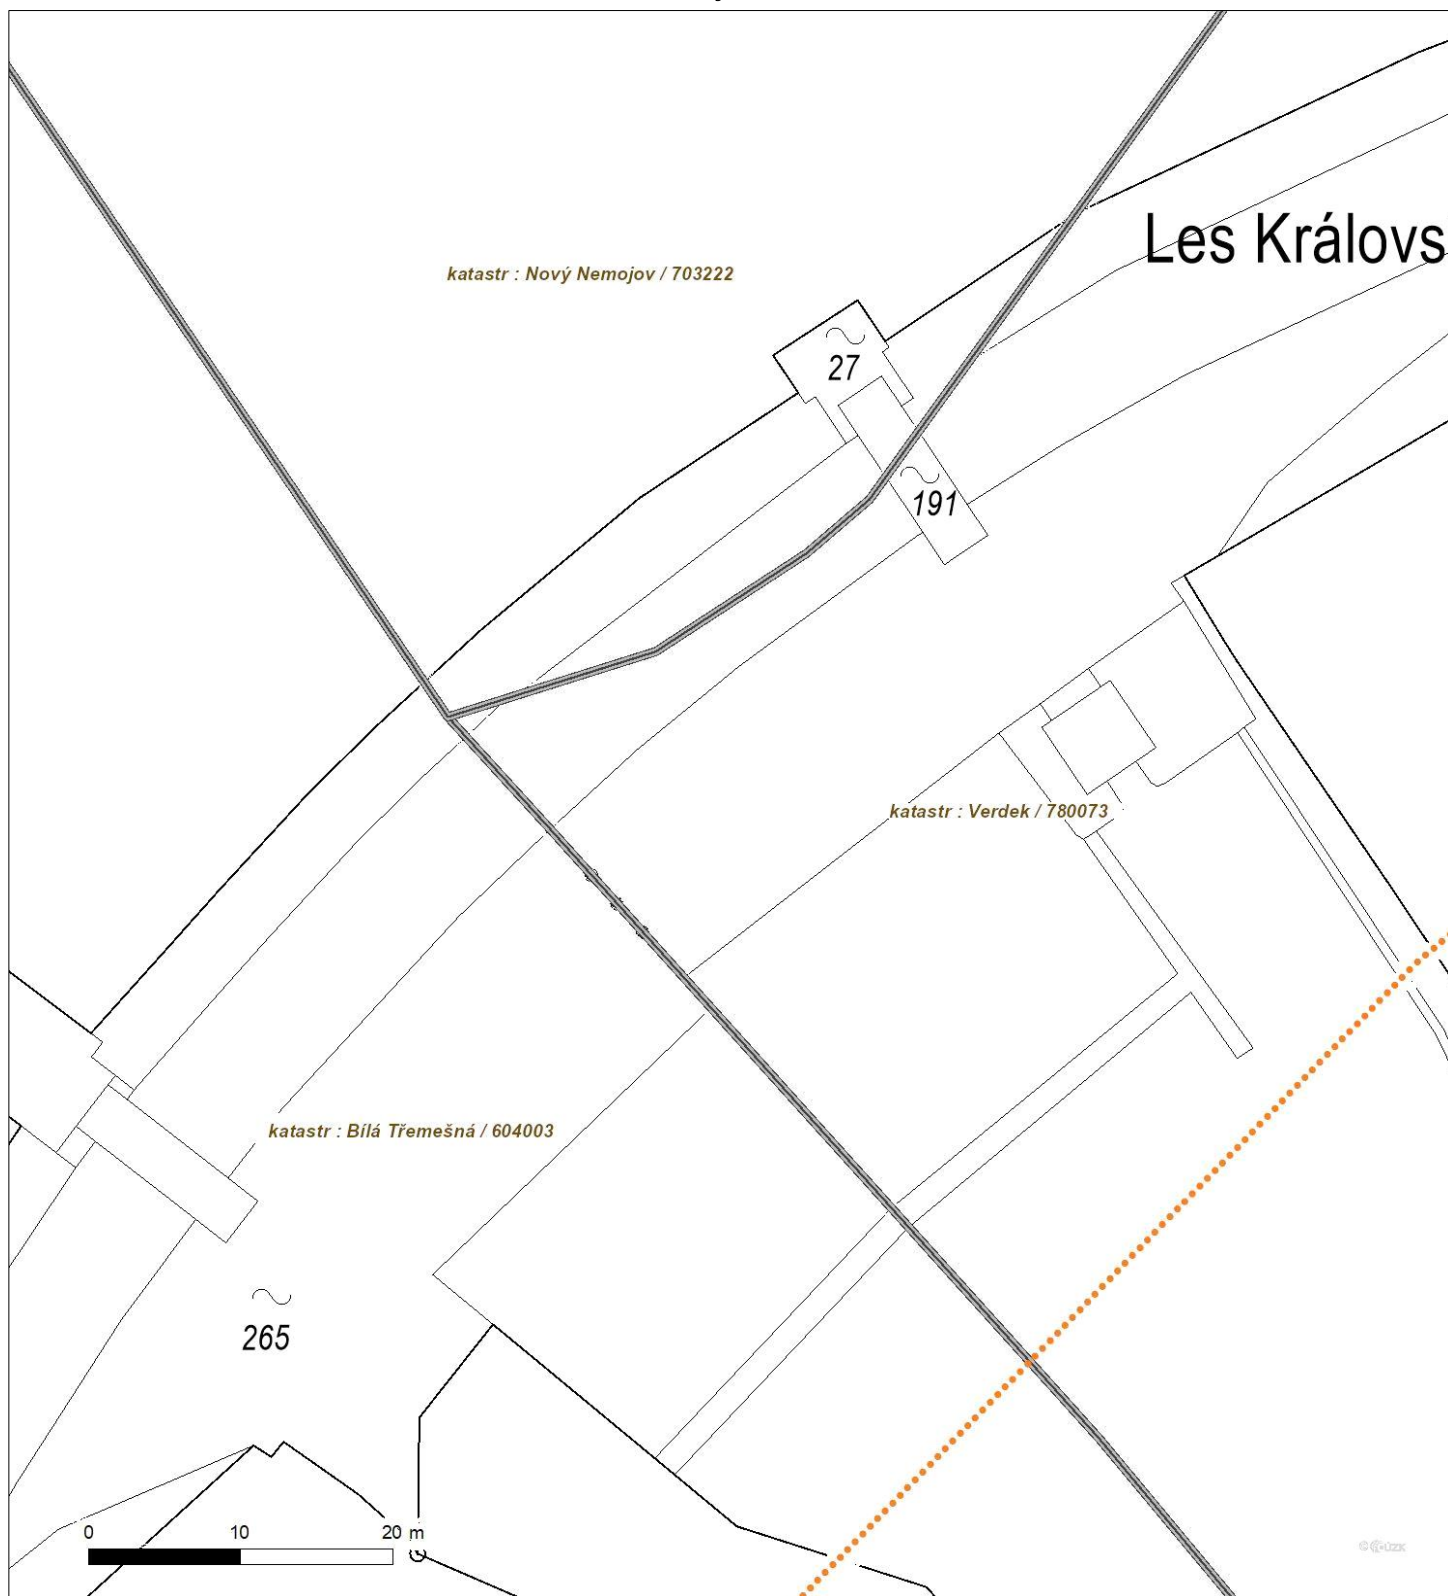 Les Královs
katastr : Nový Nemojov / 703222
27
191
katastr : Verdek / 780073
katastr : Bílá Třemešná / 604003
265
0 10 20 m